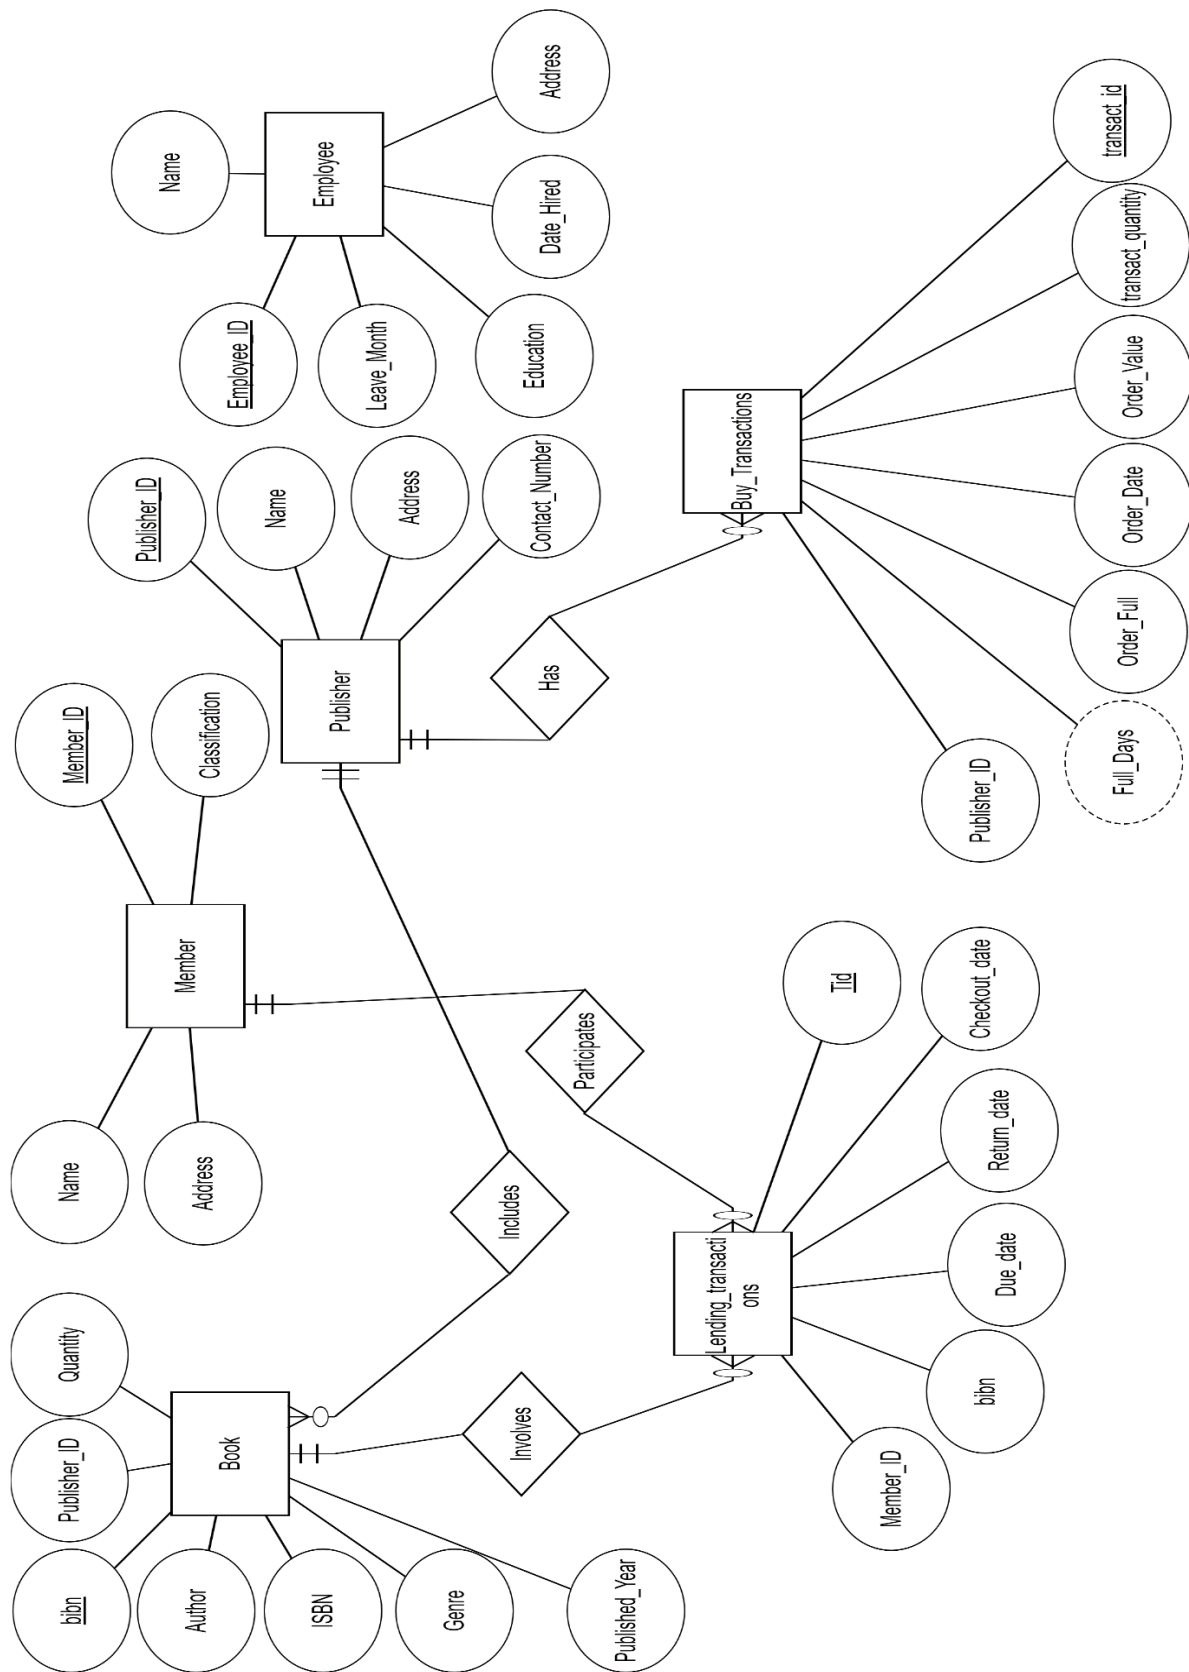 bibn
Publisher_ID
Quantity
Author
ISBN
Genre
Published_Year
Book
Name
Address
Member
Member_ID
Classification
Publisher_ID
Name
Address
Contact_Number
Publisher
Name
Employee_ID
Leave_Month
Education
Date_Hired
Address
Employee
Involves
Includes
Participates
Has
Lending_transacti
ons
Member_ID
bibn
Due_date
Return_date
Checkout_date
Tid
Buy_Transactions
Publisher_ID
Full_Days
Order_Full
Order_Date
Order_Value
transact_quantity
transact_id